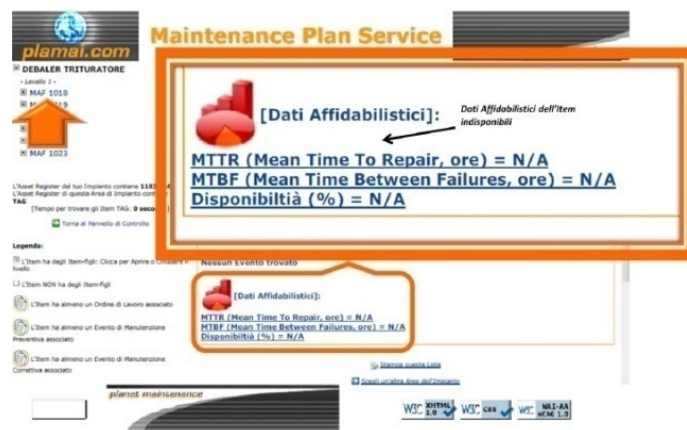 plamai.com
Maintenance Plan Service
DEBALER TRITURATORE
- Livello 1 -
MAF 1018
MAF 1023
[Dati Affidabilistici]:
Dati Affidabilistici dell'Item
indisponibili
MTTR (Mean Time To Repair, ore) = N/A
MTBF (Mean Time Between Failures, ore) = N/A
Disponibiltià (%) = N/A
L'Asset Register del tuo Impianto contiene
L'Asset Register di questa Area di Impianto
TAG
[Tempo per trovare gli Item TAG: 0
Torna al Pannello di Controllo
Legenda:
L'Item ha degli Item-figli: Clicca per Aprire o Chiudere il
livello
L'Item NON ha degli Item-figli
L'Item ha almeno un Ordine di Lavoro associato
L'Item ha almeno un Evento di Manutenzione
Preventiva associato
L'Item ha almeno un Evento di Manutenzione
Correttiva associato
Nessun Evento trovato
[Dati Affidabilistici]:
MTTR (Mean Time To Repair, ore) = N/A
MTBF (Mean Time Between Failures, ore) = N/A
Disponibiltià (%) = N/A
Stampa questa Lista
Scegli un'altra Area dell'Impianto
planet maintenance
W3C XHTML 1.0
W3C css
W3C WAI-AA WCAG 1.0